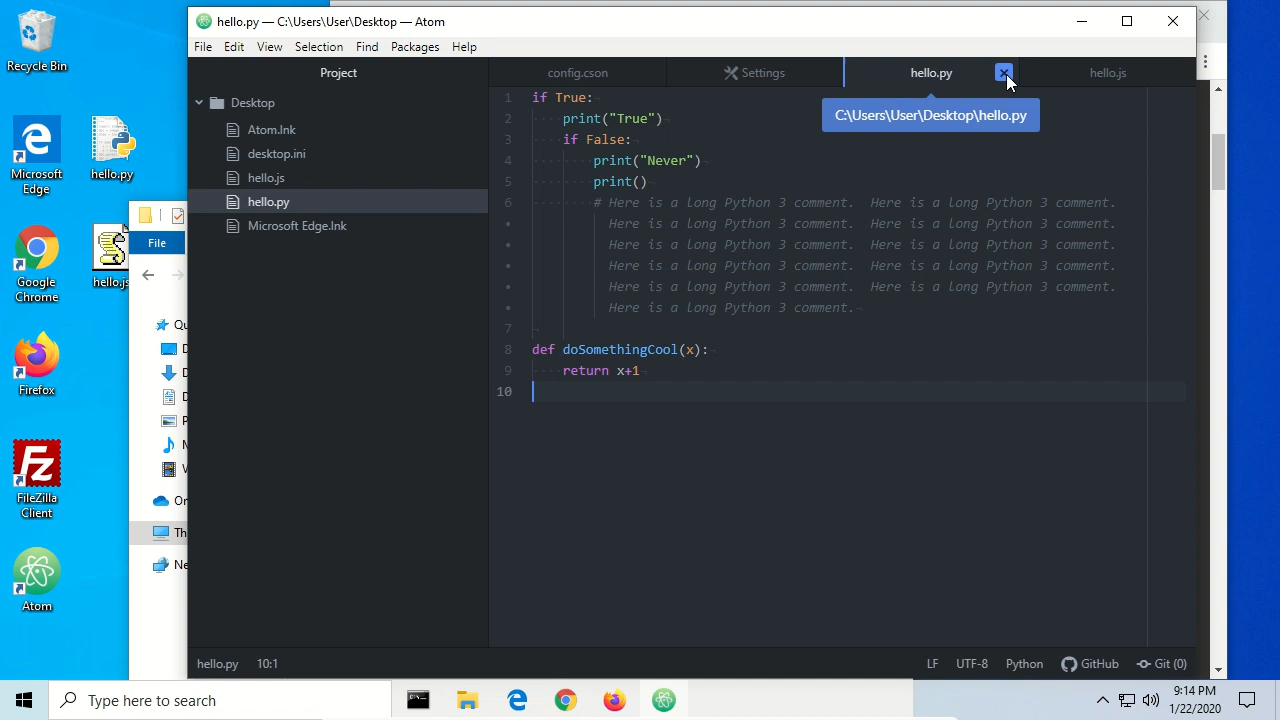 hello.py — C:\Users\User\Desktop — Atom
File Edit View Selection Find Packages Help
Project
config.cson
Settings
hello.py
hello.js
C:\Users\User\Desktop\hello.py
Desktop
Atom.lnk
desktop.ini
hello.js
hello.py
Microsoft Edge.lnk
1 if True:
2 print("True")
3 if False:
4 print("Never")
5 print()
6 # Here is a long Python 3 comment. Here is a long Python 3 comment.
Here is a long Python 3 comment. Here is a long Python 3 comment.
Here is a long Python 3 comment. Here is a long Python 3 comment.
Here is a long Python 3 comment. Here is a long Python 3 comment.
Here is a long Python 3 comment. Here is a long Python 3 comment.
Here is a long Python 3 comment.
7
8 def doSomethingCool(x):
9 return x+1
10
hello.py 10:1
LF UTF-8 Python GitHub Git (0)
Recycle Bin
Microsoft
Edge
hello.py
Google
Chrome
hello.js
Firefox
FileZilla
Client
Atom
File
Type here to search
9:14 PM
1/22/2020